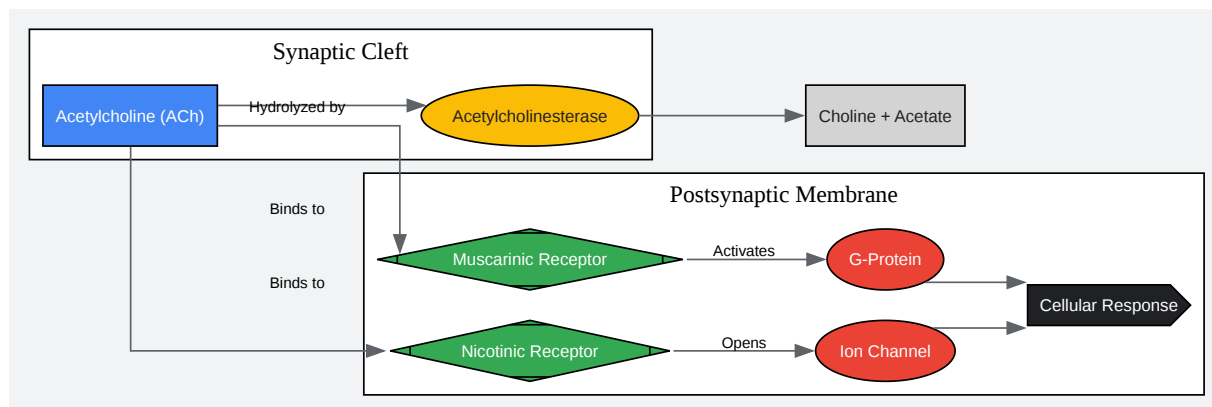 Synaptic Cleft
Acetylcholine (ACh)
Hydrolyzed by
Acetylcholinesterase
Choline + Acetate
Postsynaptic Membrane
Binds to
Muscarinic Receptor
Activates
G-Protein
Binds to
Cellular Response
Nicotinic Receptor
Opens
Ion Channel